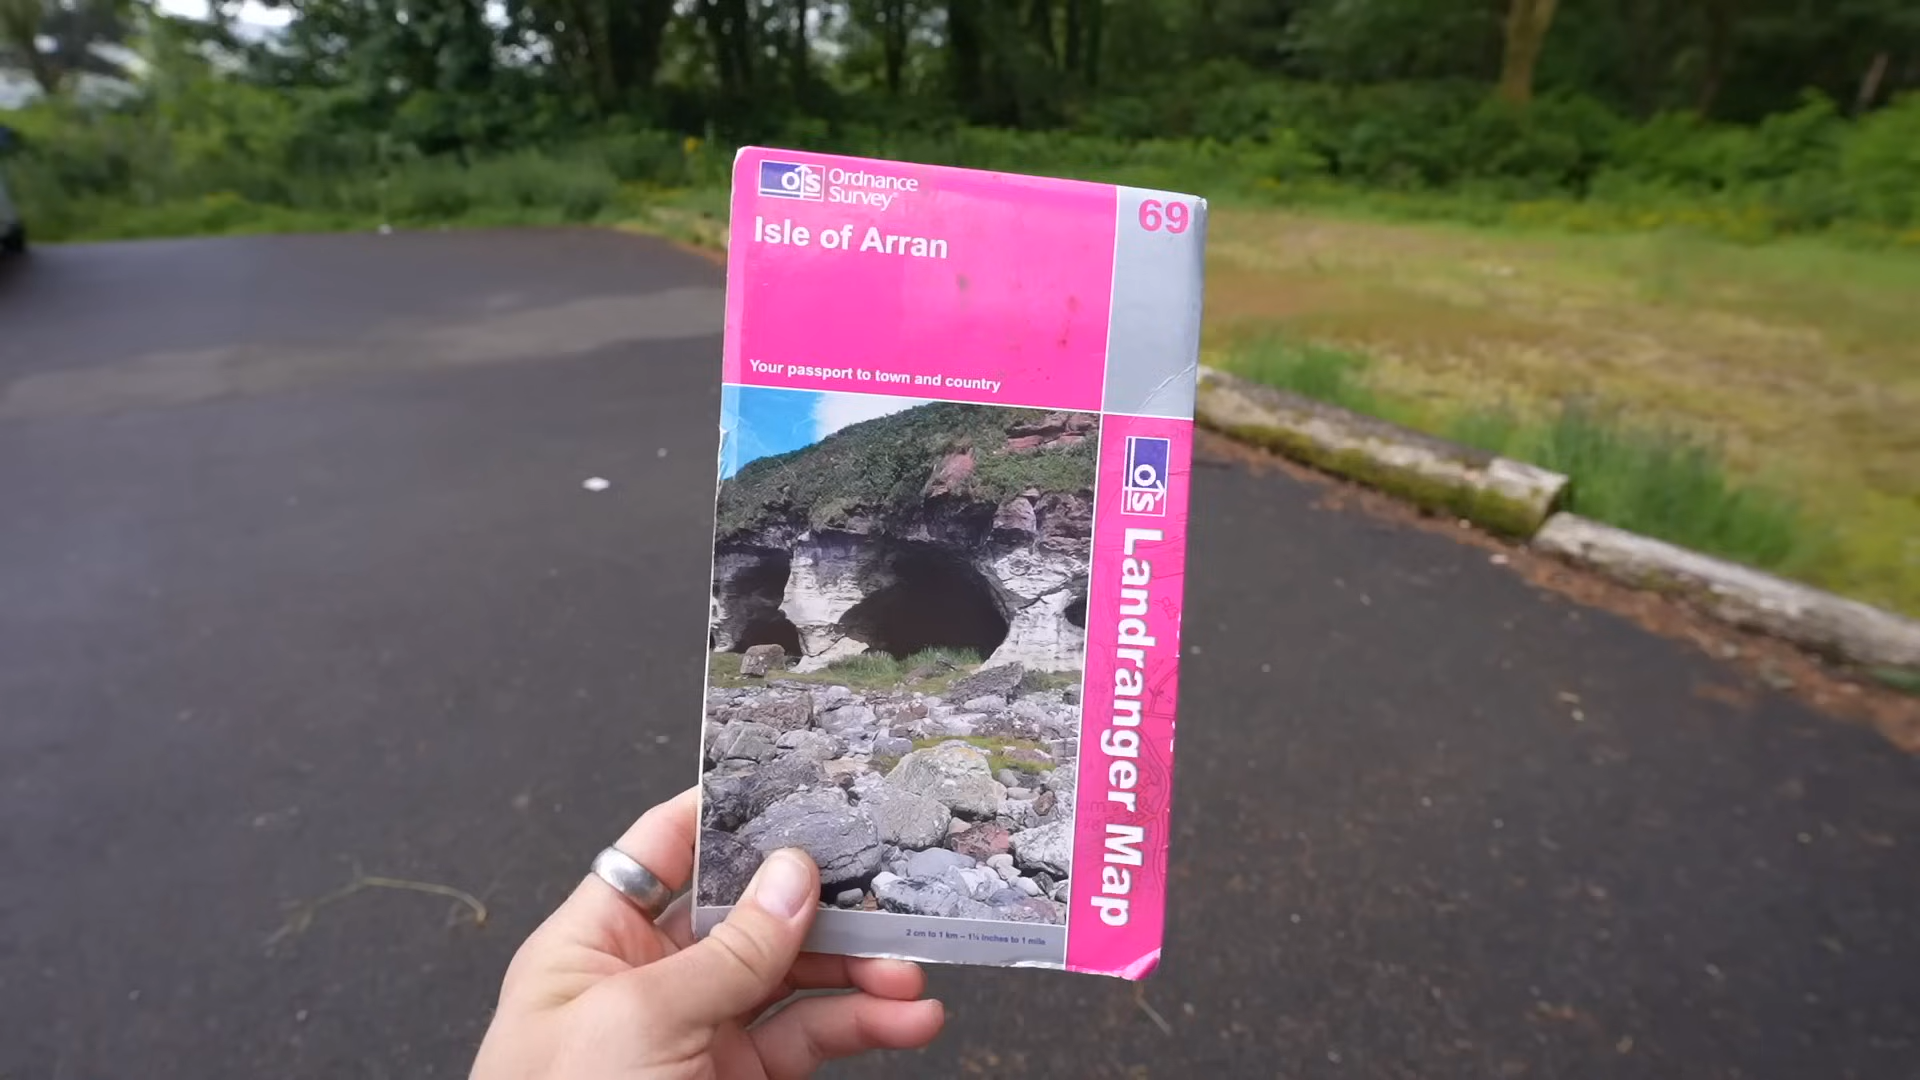 OS Ordnance
Survey
Isle of Arran
69
Your passport to town and country
OS Landranger Map
2 cm to 1 km – 1¼ inches to 1 mile